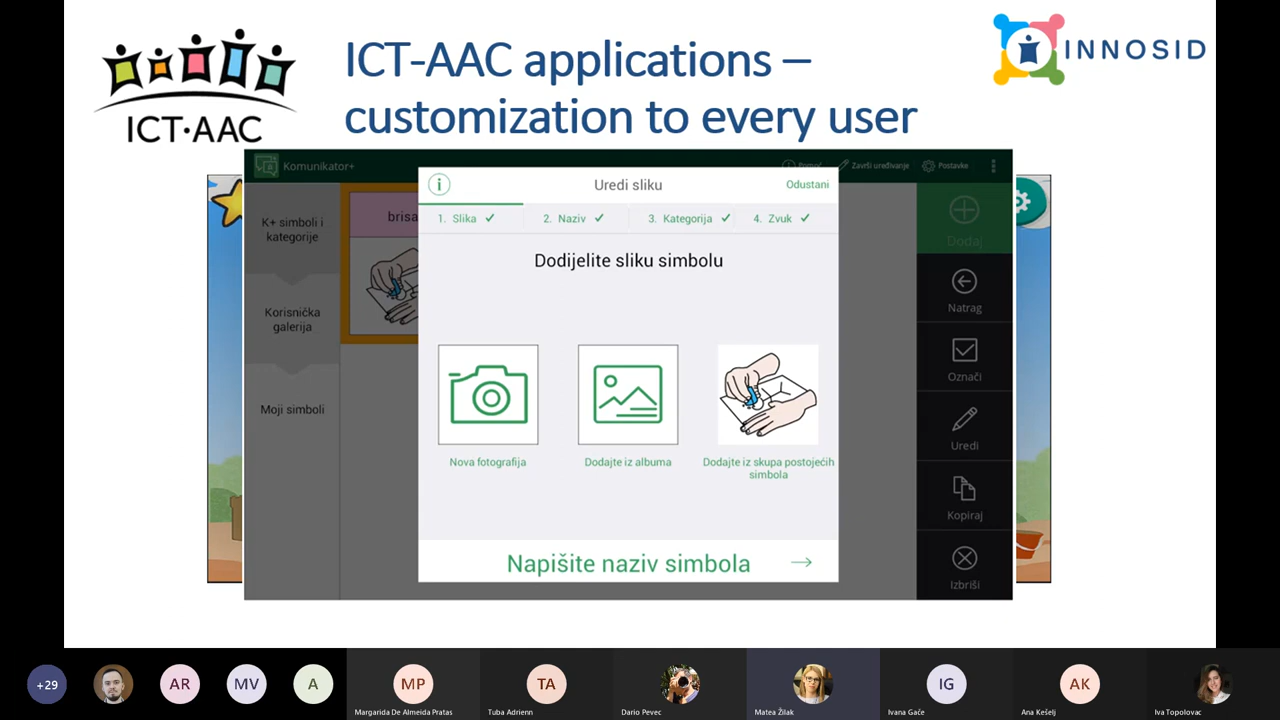 ICT-AAC applications –
customization to every user
ICT·AAC
INNOSID
Komunikator+
Pomoć
Završi uređivanje
Postavke
Uredi sliku
Odustani
1. Slika
2. Naziv
3. Kategorija
4. Zvuk
K+ simboli i
kategorije
Korisnička
galerija
Moji simboli
brisa
Dodijelite sliku simbolu
Nova fotografija
Dodajte iz albuma
Dodajte iz skupa postojećih
simbola
Napišite naziv simbola
Dodaj
Natrag
Označi
Uredi
Kopiraj
Izbriši
+29
AR
MV
A
MP
Margarida De Almeida Pratas
TA
Tuba Adrienn
Dario Pevec
Matea Žilak
IG
Ivana Gače
AK
Ana Kešelj
Iva Topolovac